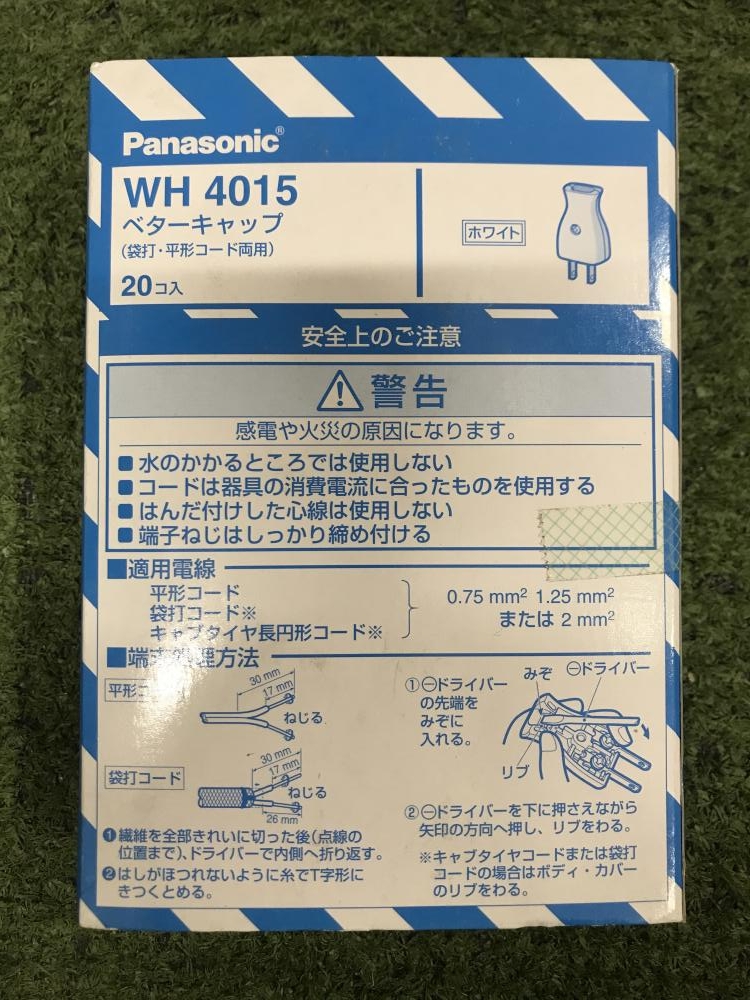 Panasonic®
WH 4015
ベターキャップ
(袋打・平形コード両用)
20コ入
ホワイト
安全上のご注意
警告
感電や火災の原因になります。
■水のかかるところでは使用しない
■コードは器具の消費電流に合ったものを使用する
■はんだ付けした心線は使用しない
■端子ねじはしっかり締め付ける
■適用電線
平形コード
袋打コード※
キャブタイヤ長円形コード※
0.75 mm² 1.25 mm²
または 2 mm²
■端末処理方法
平形コ
30 mm
17 mm
ねじる
袋打コード
30 mm
17 mm
ねじる
26 mm
❶繊維を全部きれいに切った後(点線の
位置まで)、ドライバーで内側へ折り返す。
❷はしがほつれないように糸でT字形に
きつくとめる。
①⊖ドライバー
の先端を
みぞに
入れる。
みぞ
⊖ドライバー
リブ
②⊖ドライバーを下に押さえながら
矢印の方向へ押し、リブをわる。
※キャブタイヤコードまたは袋打
コードの場合はボディ・カバー
のリブをわる。